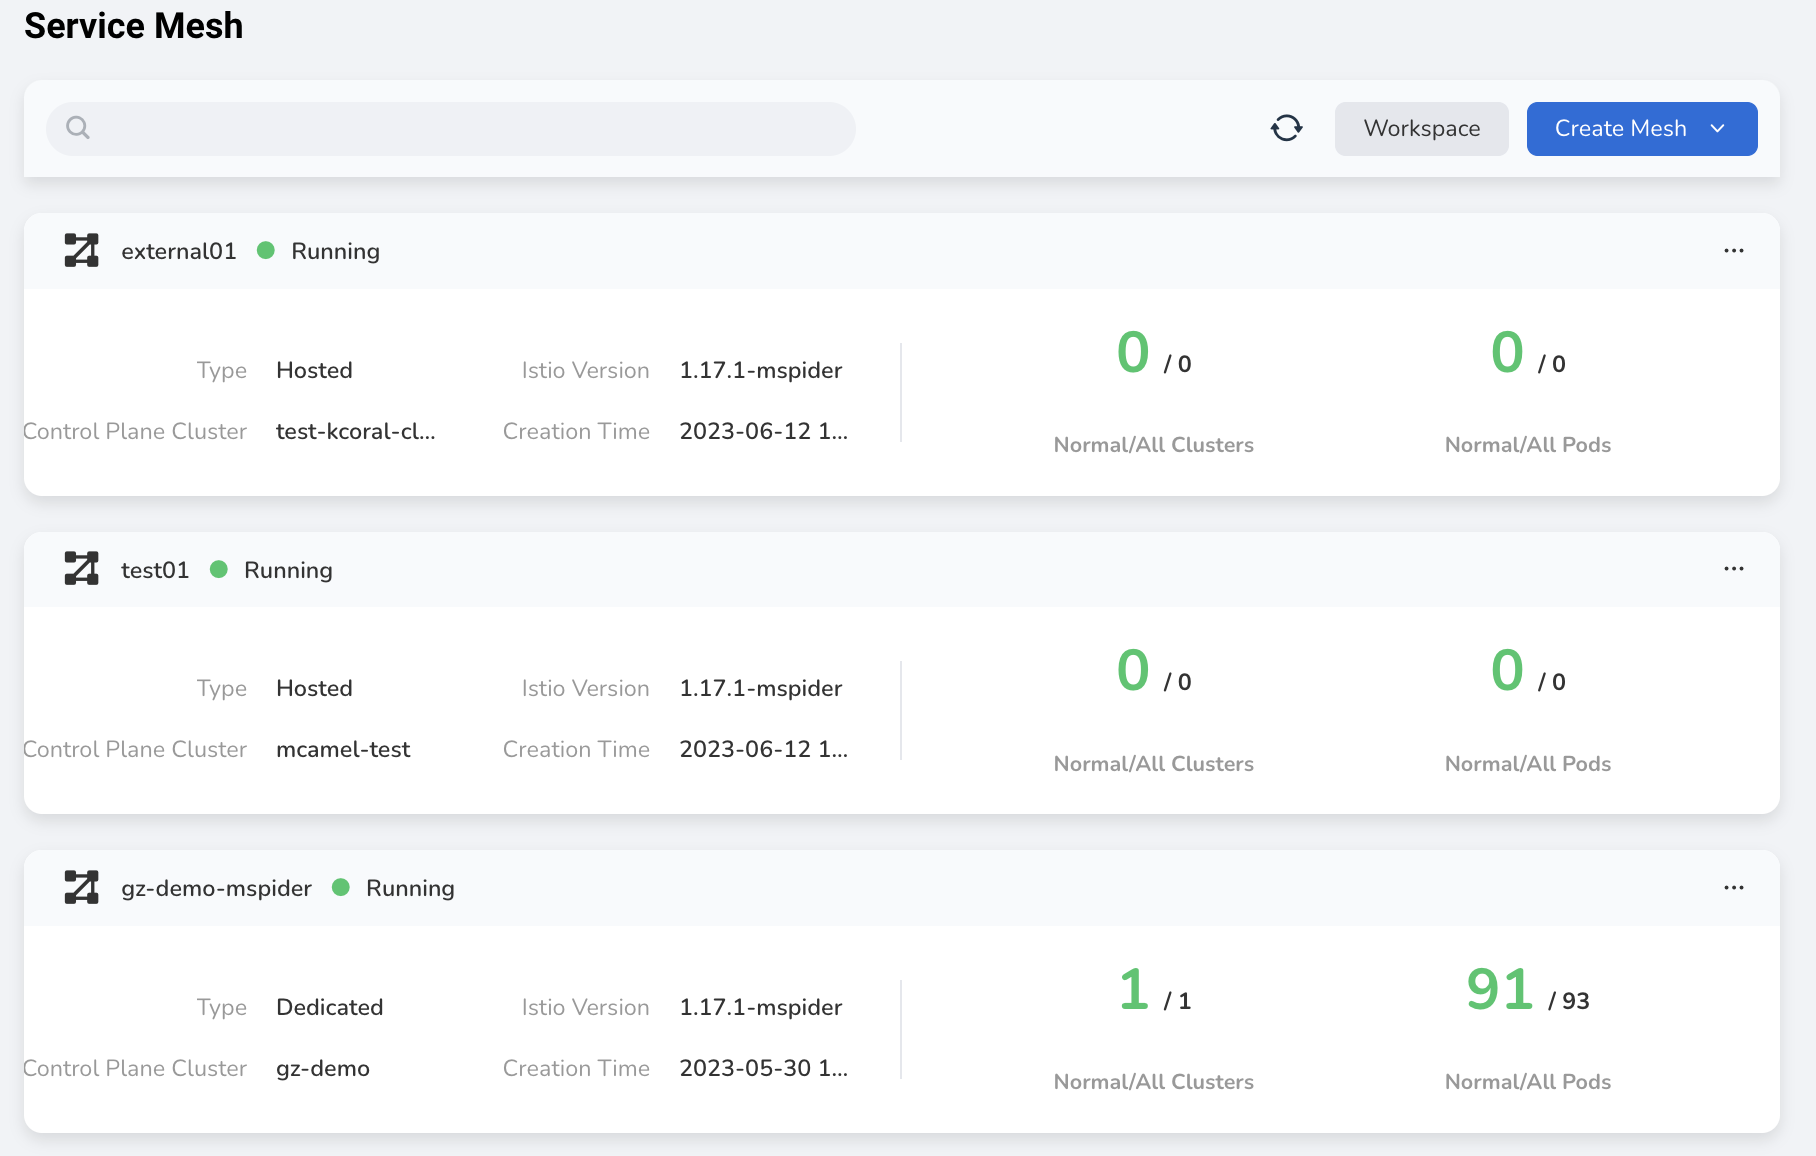 Service Mesh
Workspace
Create Mesh
external01 Running
Type Hosted Istio Version 1.17.1-mspider
0 / 0
0 / 0
Control Plane Cluster test-kcoral-cl... Creation Time 2023-06-12 1...
Normal/All Clusters
Normal/All Pods
test01 Running
Type Hosted Istio Version 1.17.1-mspider
0 / 0
0 / 0
Control Plane Cluster mcamel-test Creation Time 2023-06-12 1...
Normal/All Clusters
Normal/All Pods
gz-demo-mspider Running
Type Dedicated Istio Version 1.17.1-mspider
1 / 1
91 / 93
Control Plane Cluster gz-demo Creation Time 2023-05-30 1...
Normal/All Clusters
Normal/All Pods